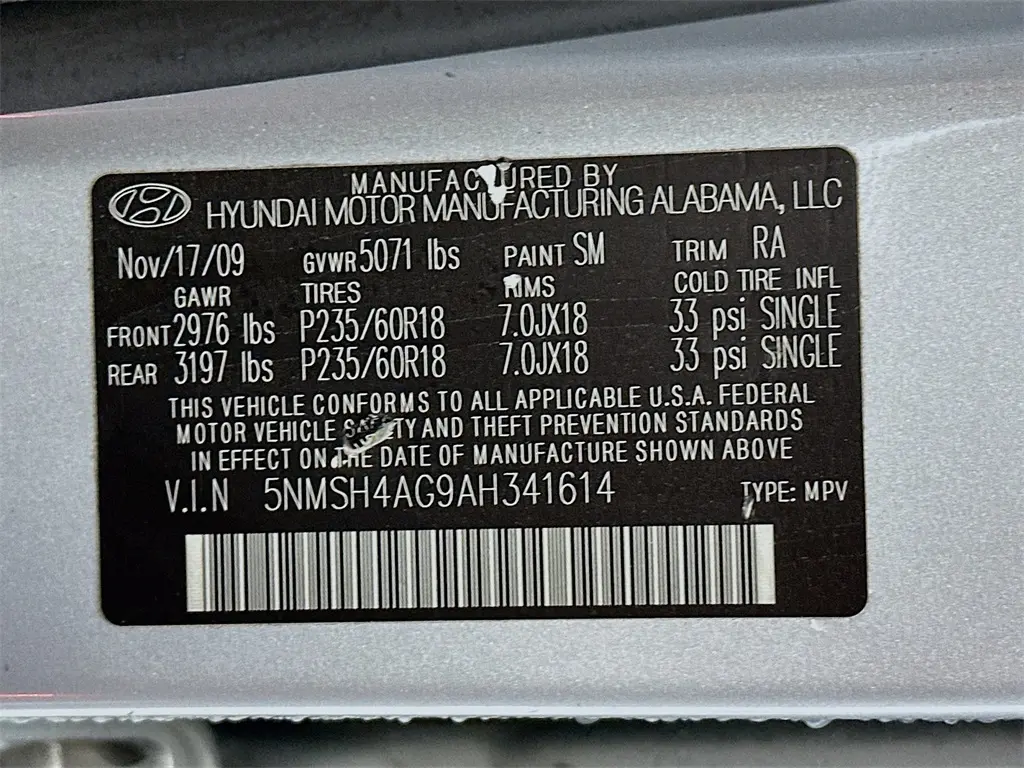 MANUFACTURED BY
HYUNDAI MOTOR MANUFACTURING ALABAMA, LLC
Nov/17/09 GVWR 5071 lbs PAINT SM TRIM RA
GAWR TIRES RIMS COLD TIRE INFL
FRONT 2976 lbs P235/60R18 7.0JX18 33 psi SINGLE
REAR 3197 lbs P235/60R18 7.0JX18 33 psi SINGLE
THIS VEHICLE CONFORMS TO ALL APPLICABLE U.S.A. FEDERAL
MOTOR VEHICLE SAFETY AND THEFT PREVENTION STANDARDS
IN EFFECT ON THE DATE OF MANUFACTURE SHOWN ABOVE
V.I.N 5NMSH4AG9AH341614 TYPE: MPV